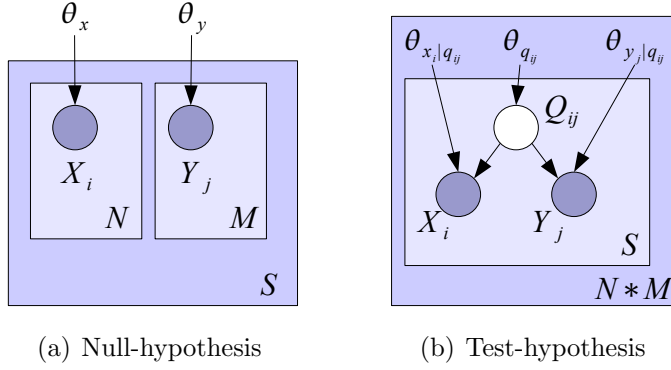 θx θy
Xi Yj
N M
S
(a) Null-hypothesis
θxi|qij θqij θyj|qij
Qij
Xi Yj
S
N*M
(b) Test-hypothesis